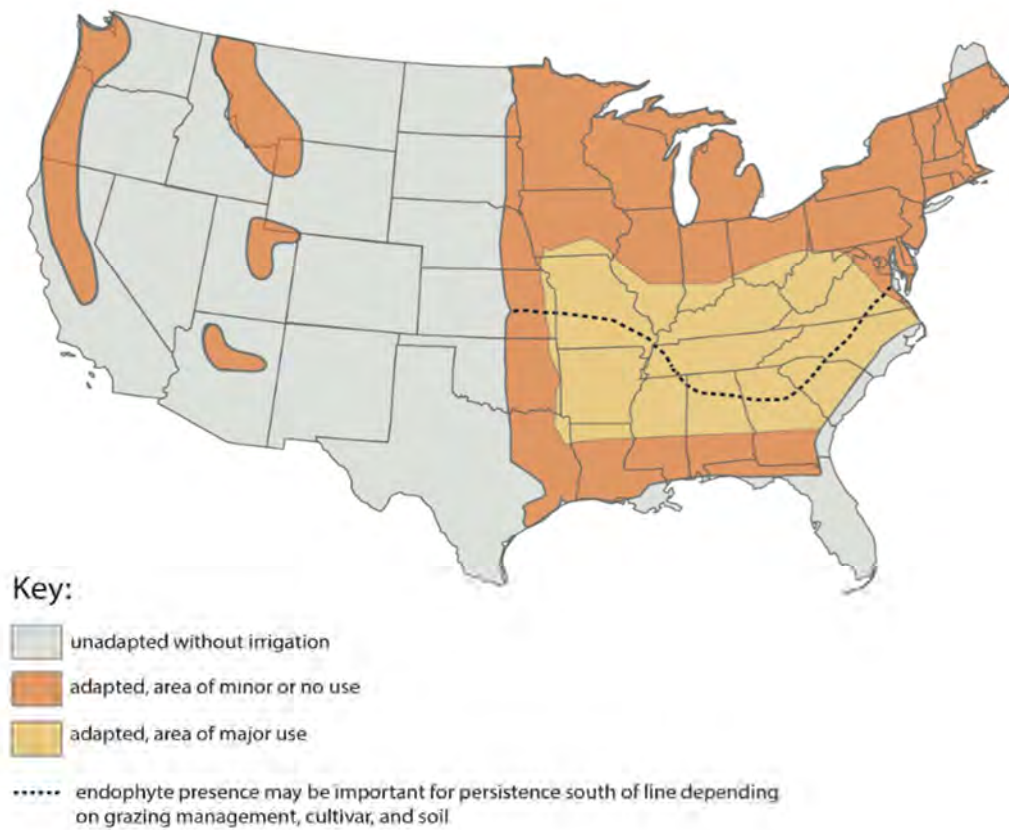 Key:
unadapted without irrigation
adapted, area of minor or no use
adapted, area of major use
endophyte presence may be important for persistence south of line depending
on grazing management, cultivar, and soil